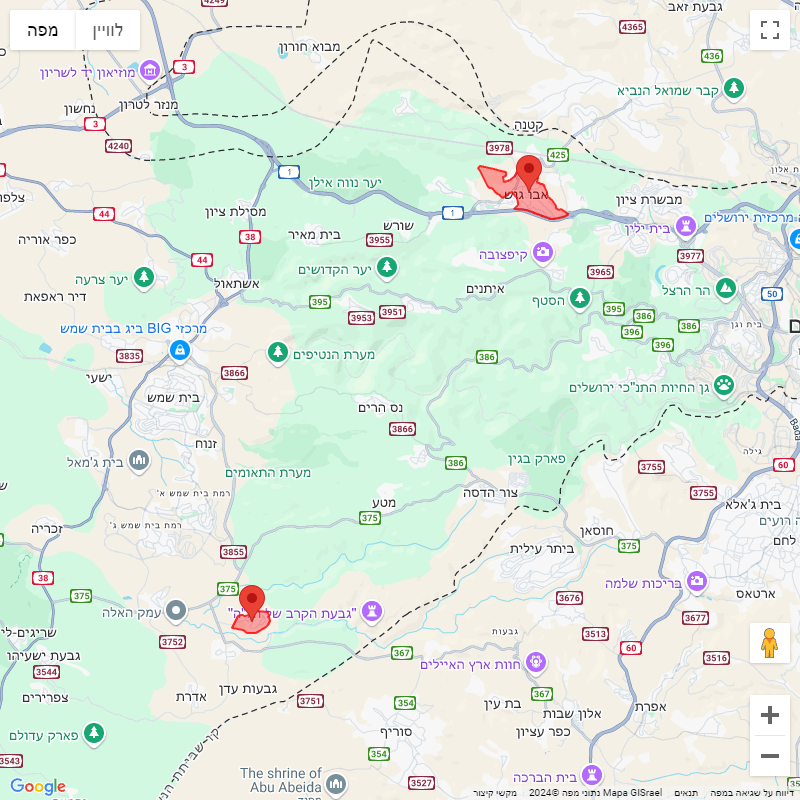 4249
גבעת זאב
לוויין
מפה
4365
מבוא חורון
436
3
מוזיאון יד לשריון
קבר שמואל הנביא
מנזר לטרון
נחשון
3
קטנה
4240
3978
425
1
יער נווה אילן
אבו גוש
מבשרת ציון
44
מסילת ציון
1
שורש
מרכזית ירושלים
בית ילין
כפר אוריה
38
3955
בית מאיר
קיפצובה
3977
44
3965
יער צרעה
יער הקדושים
אשתאול
איתנים
הר הרצל
50
דיר ראפאת
395
הסטף
3951
3953
395
386
386
396
בית וגן
מרכזי BIG ביג בבית שמש
396
3835
מערת הנטיפים
386
ישעי
3866
גן החיות התנ"כי ירושלים
בית שמש
נס הרים
3866
זנוח
גילה
בית ג'מאל
386
פארק בגין
60
3755
מערת התאומים
רמת בית שמש א'
צור הדסה
3755
מטע
בית ג'אלא
375
רמת בית שמש ג'
זכריה
חוסאן
ביתר עילית
375
לחם
3855
38
בריכות שלמה
375
375
ארטאס
3676
עמק האלה
3677
שריגים-לי
3752
3513
גבעות
60
גבעת ישעיהו
367
3516
חוות ארץ האיילים
3544
צפרירים
אדרת
גבעות עדן
367
3751
354
בת עין
אלון שבות
אפרת
פארק עדולם
סוריף
כפר עציון
354
3543
The shrine of
Abu Abeida
בית הברכה
3527
Google
מקשי קיצור
נתוני מפה ©2024 Mapa GISrael
תנאים
דיווח על שגיאה במפה